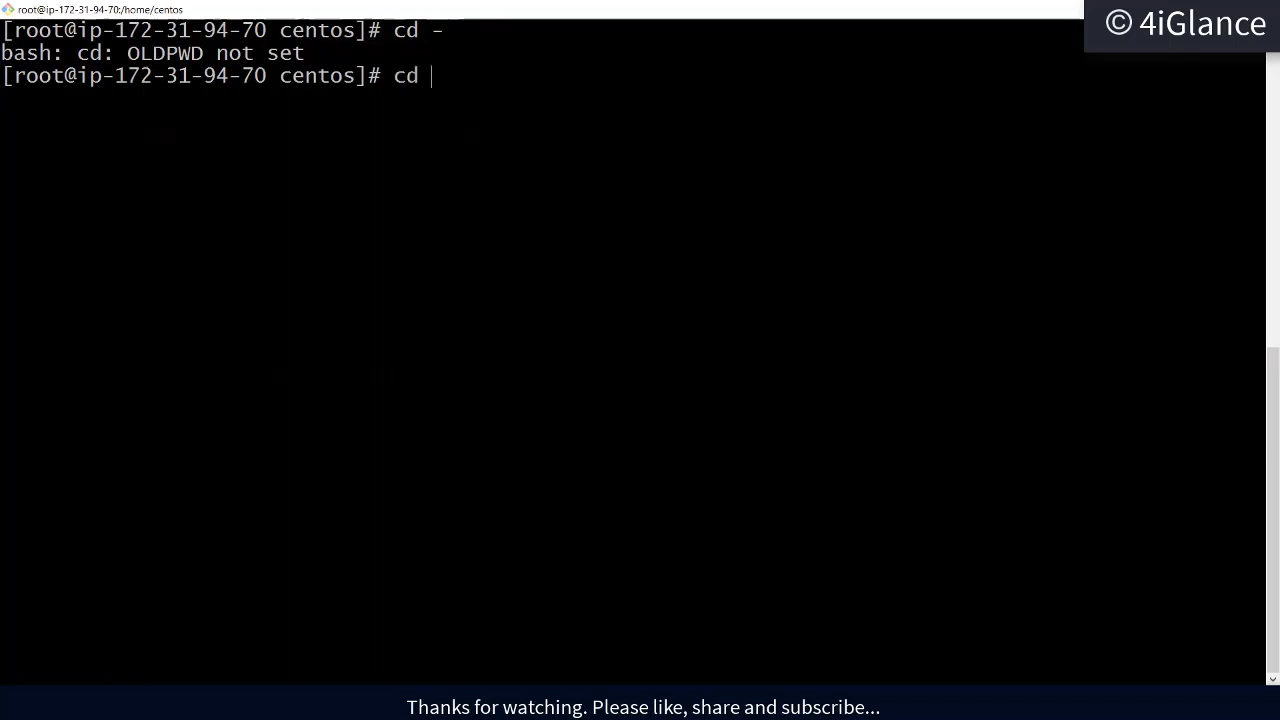 root@ip-172-31-94-70:/home/centos
© 4iGlance
[root@ip-172-31-94-70 centos]# cd -
bash: cd: OLDPWD not set
[root@ip-172-31-94-70 centos]# cd
Thanks for watching. Please like, share and subscribe...